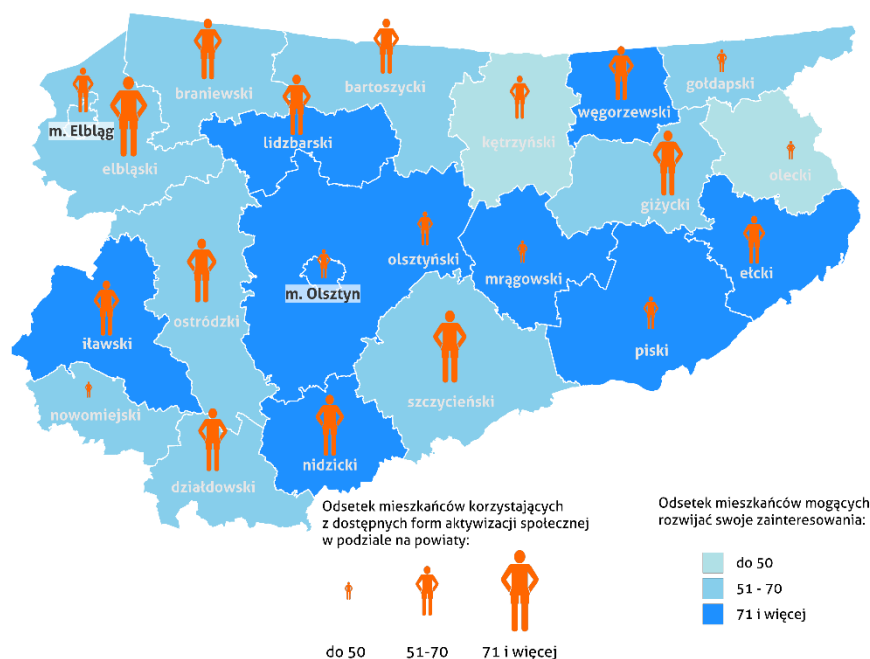 braniewski
bartoszycki
gołdapski
węgorzewski
kętrzyński
m. Elbląg
lidzbarski
elbląski
olecki
giżycki
olsztyński
ełcki
mrągowski
m. Olsztyn
ostródzki
iławski
piski
szczycieński
nowomiejski
nidzicki
działdowski
Odsetek mieszkańców korzystających
z dostępnych form aktywizacji społecznej
w podziale na powiaty:
do 50
51-70
71 i więcej
Odsetek mieszkańców mogących
rozwijać swoje zainteresowania:
do 50
51 - 70
71 i więcej